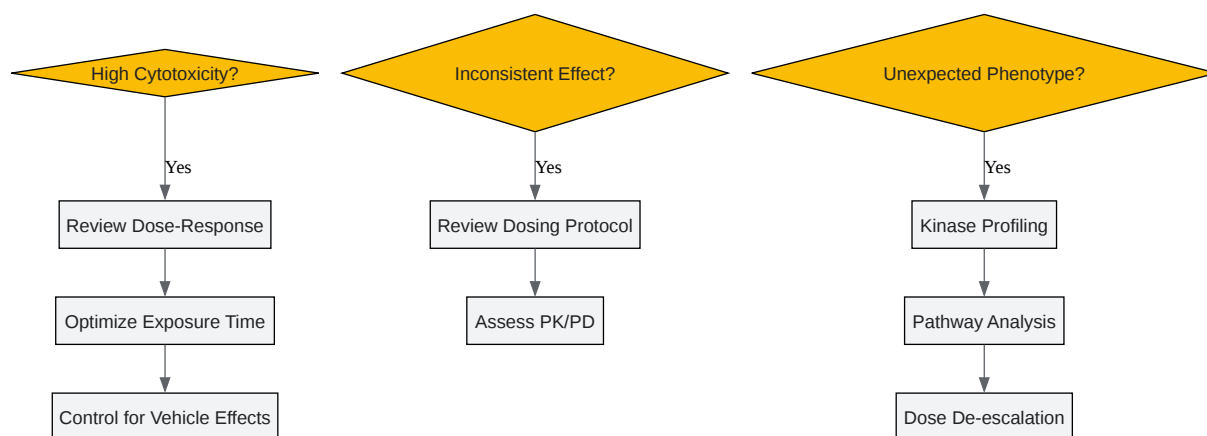 High Cytotoxicity?
Inconsistent Effect?
Unexpected Phenotype?
Yes
Yes
Yes
Review Dose-Response
Review Dosing Protocol
Kinase Profiling
Optimize Exposure Time
Assess PK/PD
Pathway Analysis
Control for Vehicle Effects
Dose De-escalation